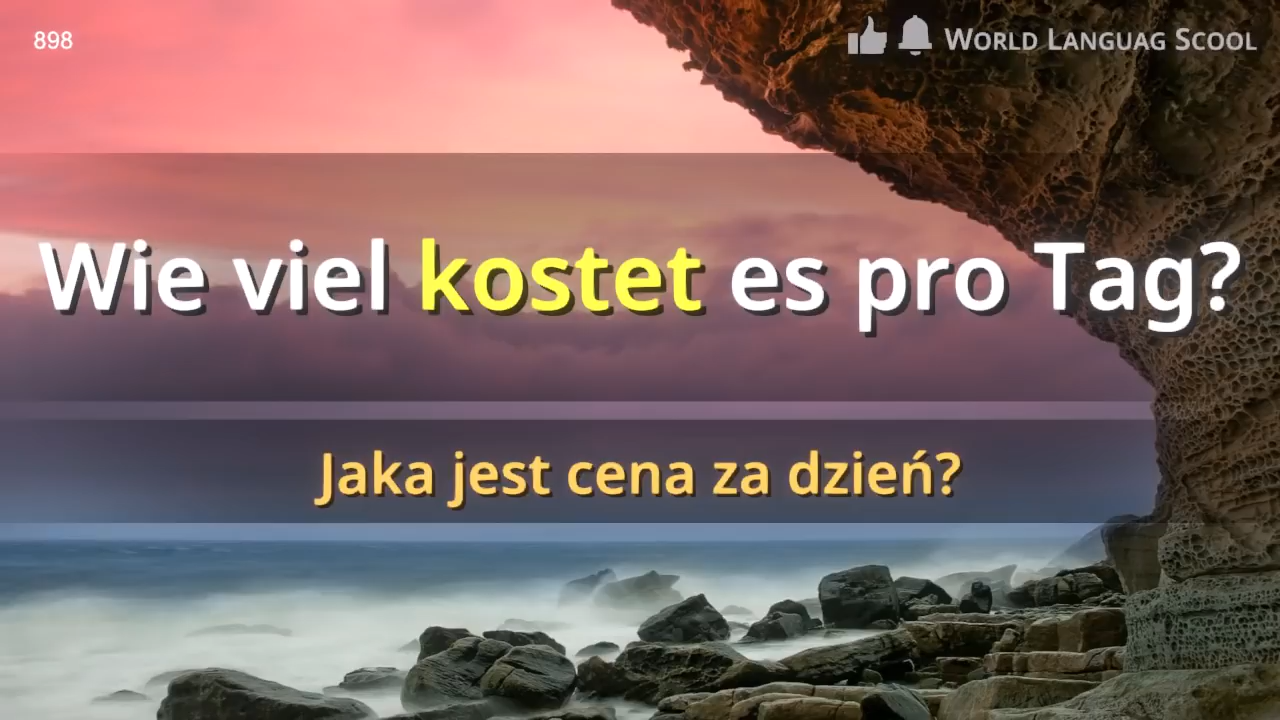 898
World Languag Scool
Wie viel kostet es pro Tag?
Jaka jest cena za dzień?